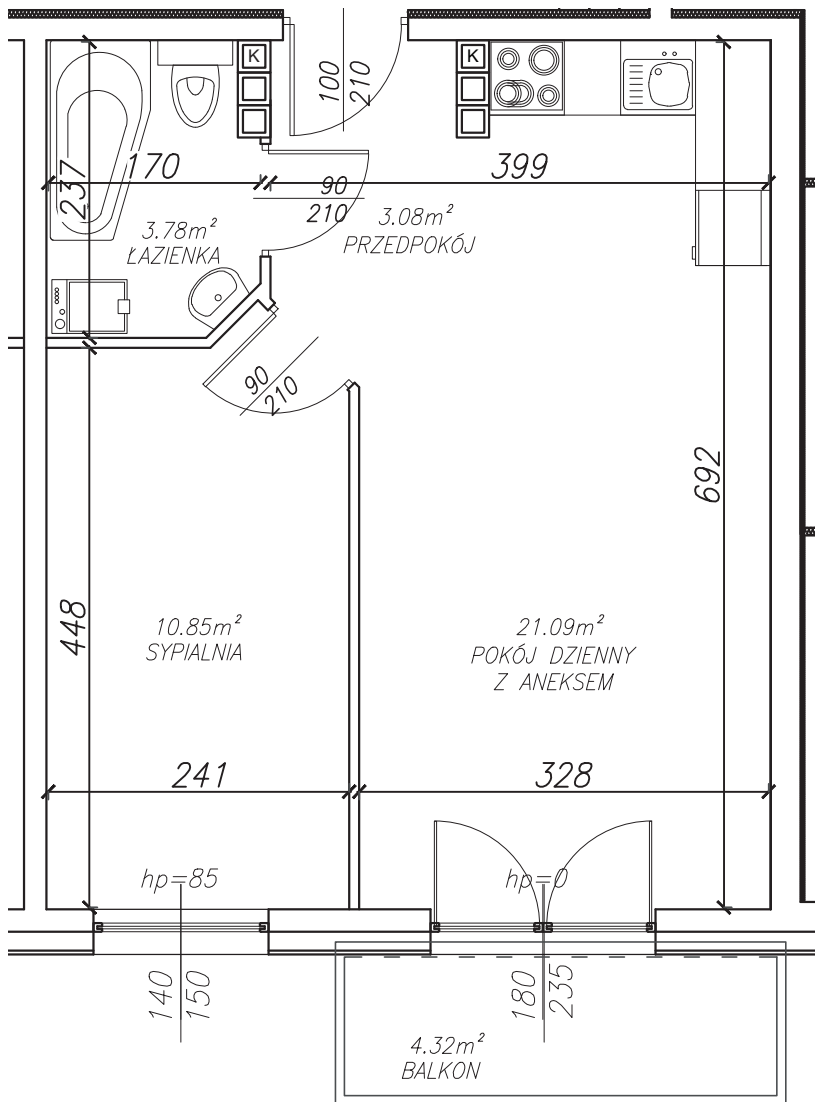 K
K
100
210
170
399
237
90
210
3.78m²
ŁAZIENKA
3.08m²
PRZEDPOKÓJ
90
210
692
448
10.85m²
SYPIALNIA
21.09m²
POKÓJ DZIENNY
Z ANEKSEM
241
328
hp=85
hp=0
140
150
180
235
4.32m²
BALKON